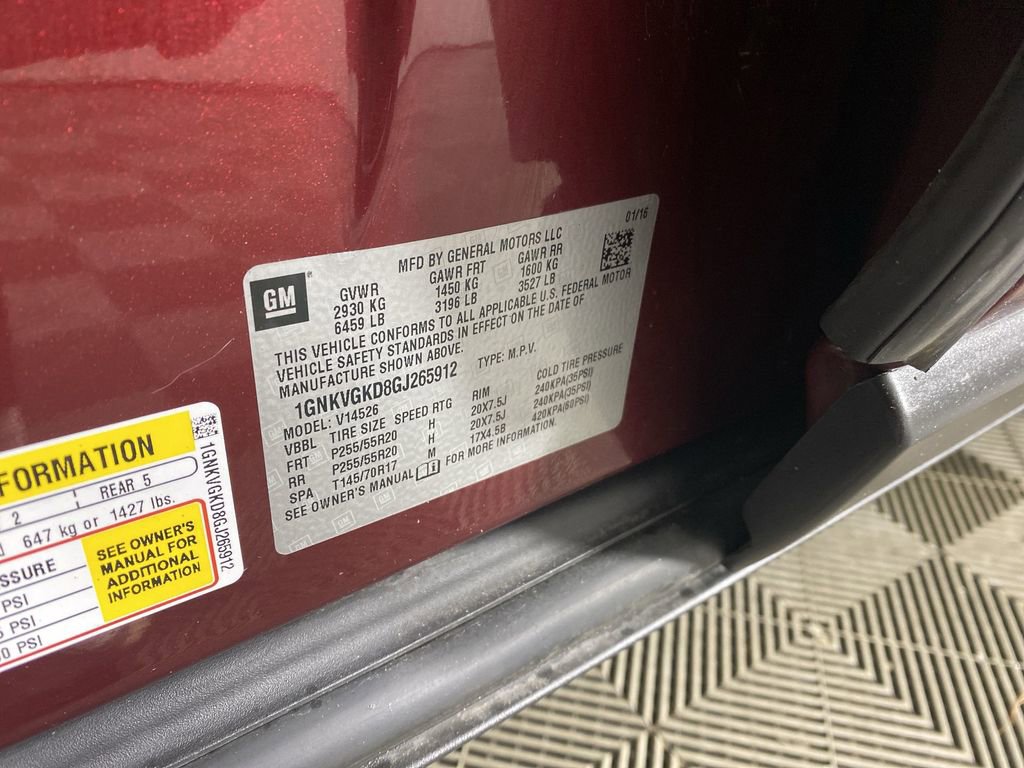 01/16
MFD BY GENERAL MOTORS LLC
GM
GVWR GAWR FRT GAWR RR
2930 KG 1450 KG 1600 KG
6459 LB 3196 LB 3527 LB
THIS VEHICLE CONFORMS TO ALL APPLICABLE U.S. FEDERAL MOTOR
VEHICLE SAFETY STANDARDS IN EFFECT ON THE DATE OF
MANUFACTURE SHOWN ABOVE.
1GNKVGKD8GJ265912 TYPE: M.P.V.
MODEL: V14526
VBBL TIRE SIZE SPEED RTG RIM COLD TIRE PRESSURE
FRT P255/55R20 H 20X7.5J 240KPA(35PSI)
RR P255/55R20 H 20X7.5J 240KPA(35PSI)
SPA T145/70R17 M 17X4.5B 420KPA(60PSI)
SEE OWNER'S MANUAL FOR MORE INFORMATION.
FORMATION
2 REAR 5
647 kg or 1427 lbs.
SSURE
PSI
PSI
0 PSI
SEE OWNER'S
MANUAL FOR
ADDITIONAL
INFORMATION
1GNKVGKD8GJ265912